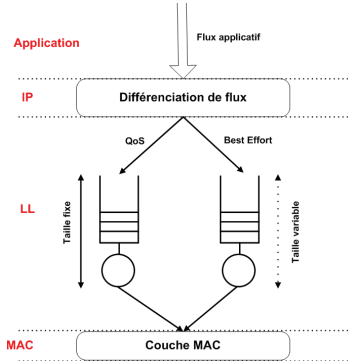 Flux applicatif
Application
IP
Différenciation de flux
QoS
Best Effort
LL
Taille fixe
Taille variable
MAC
Couche MAC